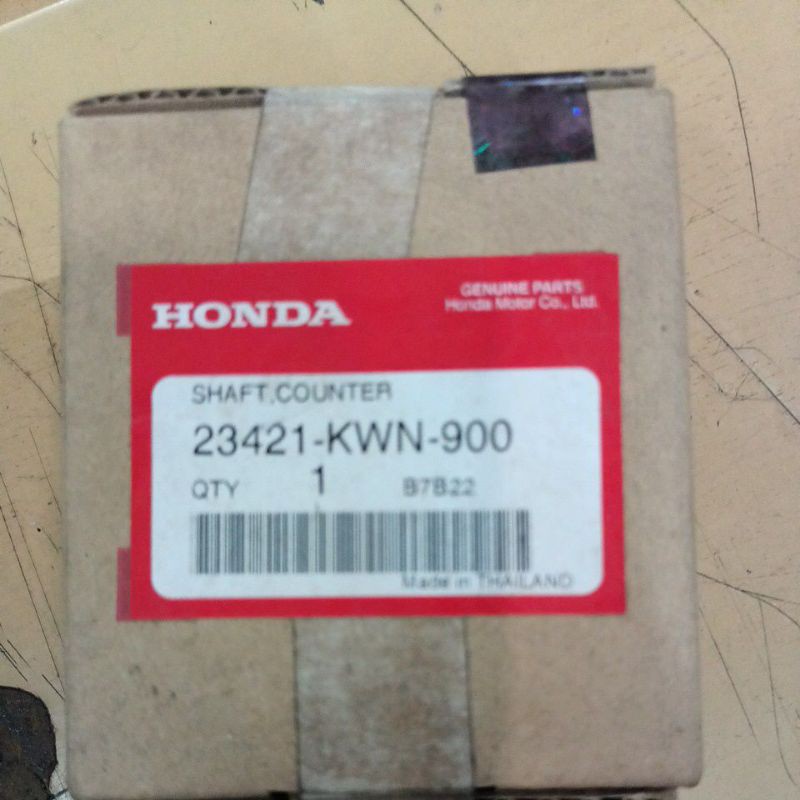 HONDA
GENUINE PARTS
Honda Motor Co., Ltd.
SHAFT,COUNTER
23421-KWN-900
QTY 1 B7B22
Made in THAILAND